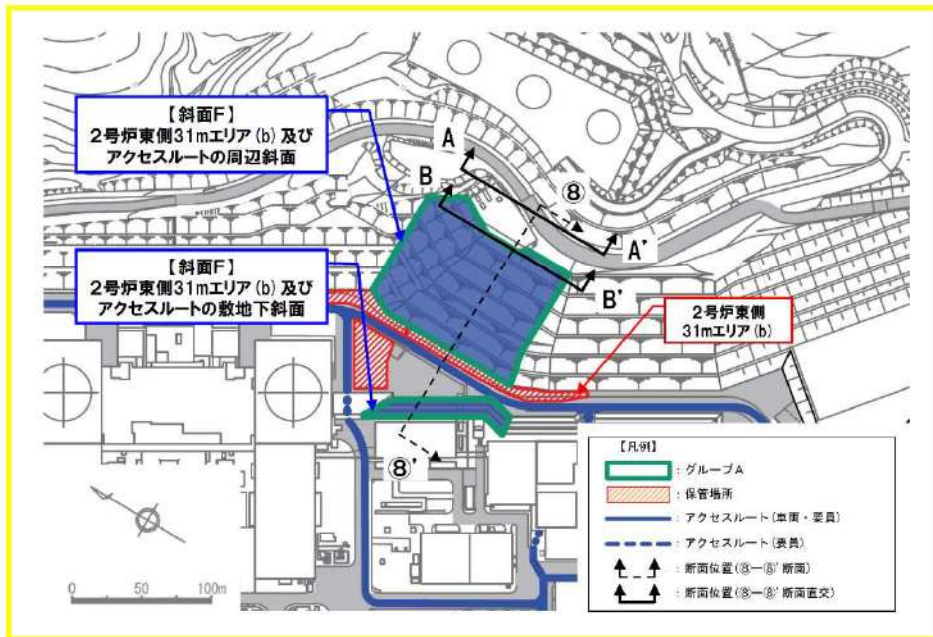 【斜面F】
2号炉東側31mエリア(b)及び
アクセスルートの周辺斜面
A
B
⑧
A'
B'
【斜面F】
2号炉東側31mエリア(b)及び
アクセスルートの敷地下斜面
2号炉東側
31mエリア(b)
⑧'
0 50 100m
【凡例】
：グループA
：保管場所
：アクセスルート(車両・要員)
：アクセスルート(要員)
：断面位置(⑧-⑧'断面)
：断面位置(⑧-⑧'断面直交)